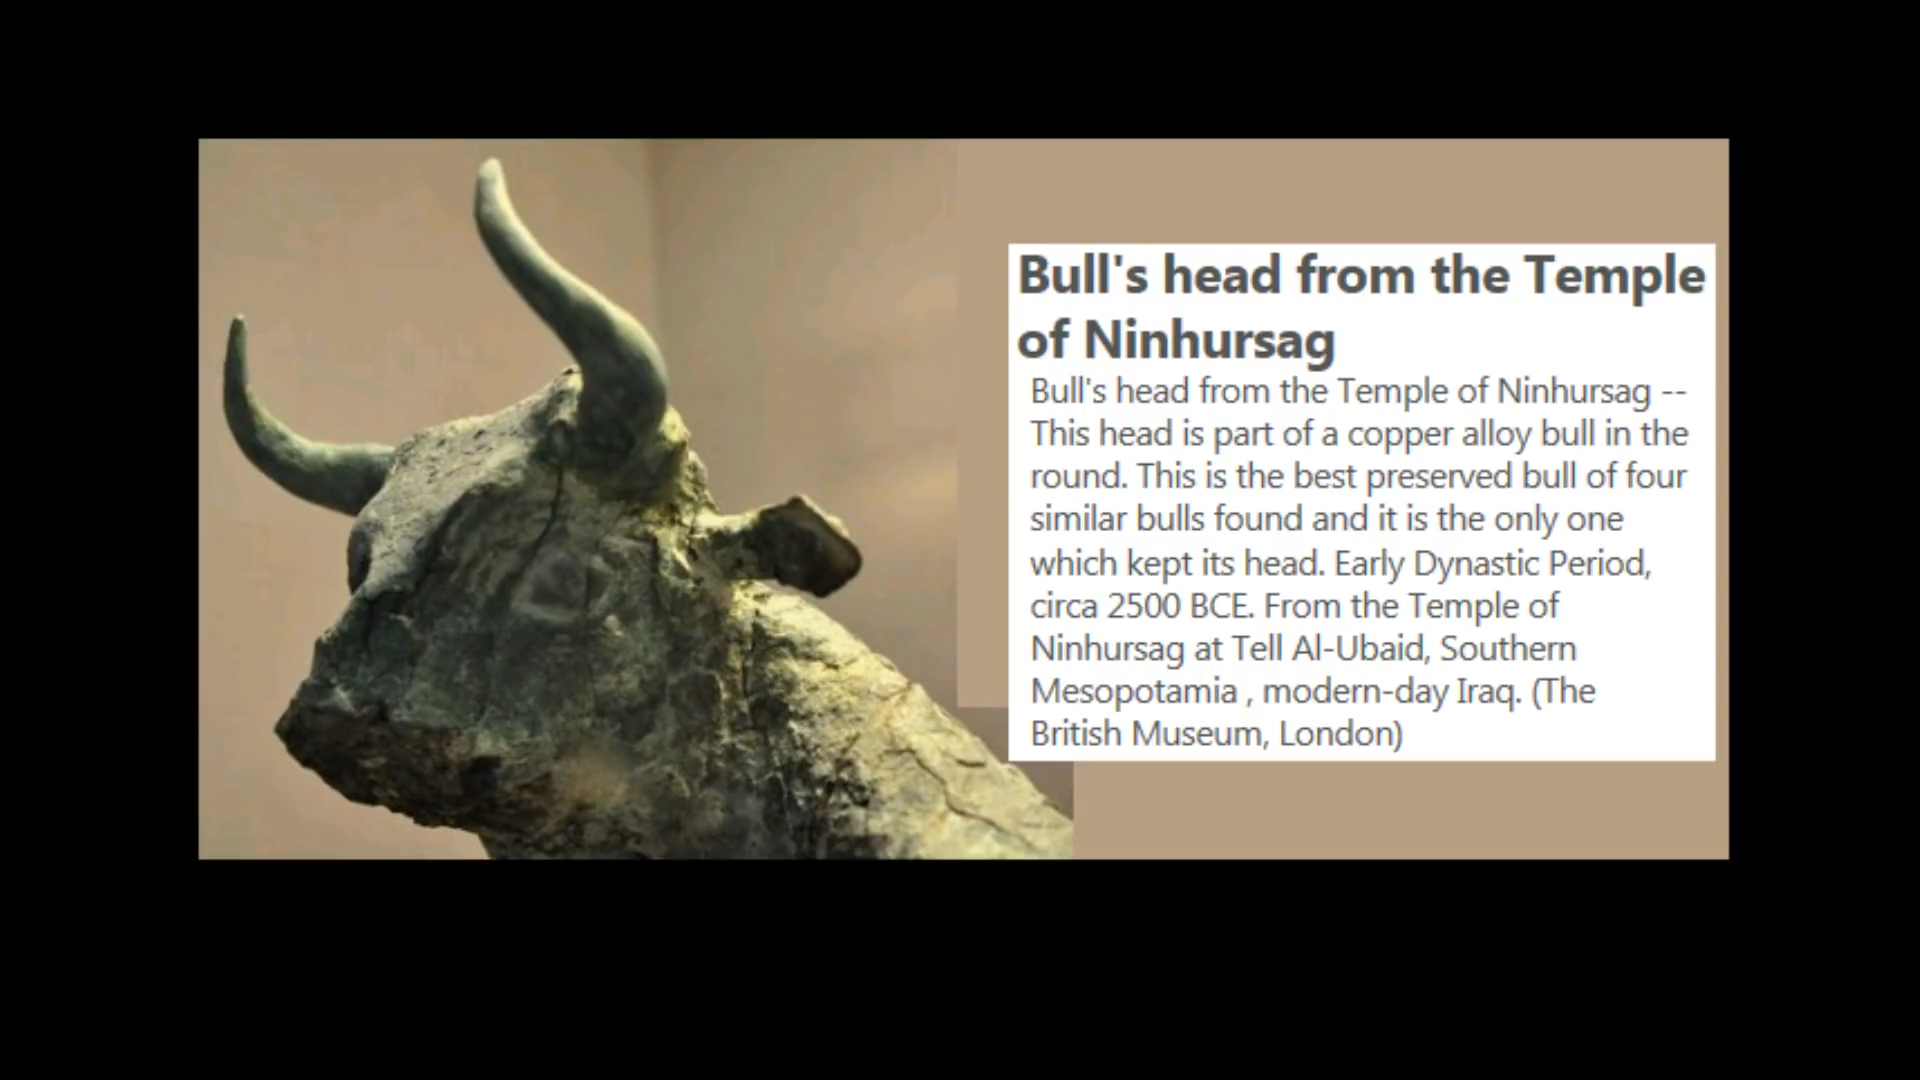 Bull's head from the Temple
of Ninhursag
Bull's head from the Temple of Ninhursag --
This head is part of a copper alloy bull in the
round. This is the best preserved bull of four
similar bulls found and it is the only one
which kept its head. Early Dynastic Period,
circa 2500 BCE. From the Temple of
Ninhursag at Tell Al-Ubaid, Southern
Mesopotamia , modern-day Iraq. (The
British Museum, London)